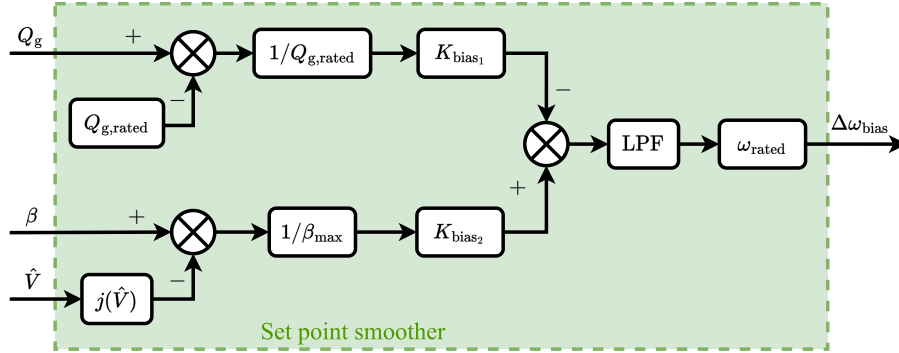 Q_g
+
−
Q_g,rated
1/Q_g,rated
K_bias₁
−
+
LPF
ω_rated
Δω_bias
β
+
−
1/β_max
K_bias₂
V̂
j(V̂)
Set point smoother